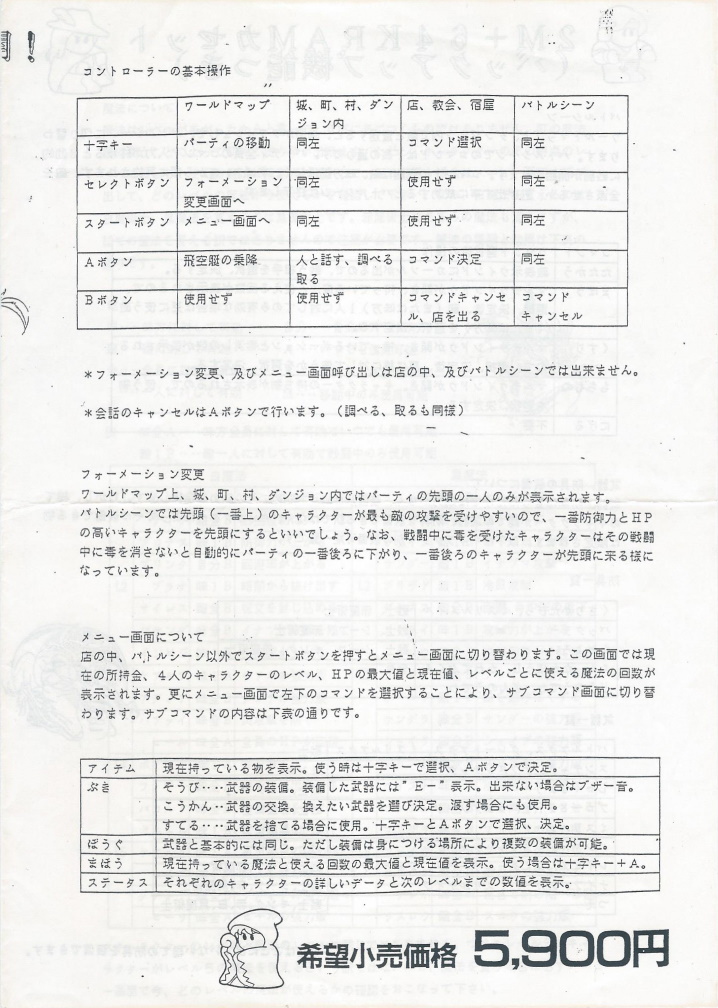 コントローラーの基本操作
ワールドマップ 城、町、村、ダンジョン内 店、教会、宿屋 バトルシーン
十字キー パーティの移動 同左 コマンド選択 同左
セレクトボタン フォーメーション変更画面へ 同左 使用せず 同左
スタートボタン メニュー画面へ 同左 使用せず 同左
Aボタン 飛空艇の乗降 人と話す、調べる取る コマンド決定 同左
Bボタン 使用せず 使用せず コマンドキャンセル、店を出る コマンドキャンセル
*フォーメーション変更、及びメニュー画面呼び出しは店の中、及びバトルシーンでは出来ません。
*会話のキャンセルはAボタンで行います。(調べる、取るも同様)
フォーメーション変更
ワールドマップ上、城、町、村、ダンジョン内ではパーティの先頭の一人のみが表示されます。
バトルシーンでは先頭(一番上)のキャラクターが最も敵の攻撃を受けやすいので、一番防御力とHP
の高いキャラクターを先頭にするといいでしょう。なお、戦闘中に毒を受けたキャラクターはその戦闘
中に毒を消さないと自動的にパーティの一番後ろに下がり、一番後ろのキャラクターが先頭に来る様に
なっています。
メニュー画面について
店の中、バトルシーン以外でスタートボタンを押すとメニュー画面に切り替わります。この画面では現
在の所持会、4人のキャラクターのレベル、HPの最大値と現在値、レベルごとに使える魔法の回数が
表示されます。更にメニュー画面で左下のコマンドを選択することにより、サブコマンド画面に切り替
わります。サブコマンドの内容は下表の通りです。
アイテム 現在持っている物を表示。使う時は十字キーで選択、Aボタンで決定。
ぶき そうび‥‥武器の装備。装備した武器には"E-"表示。出来ない場合はブザー音。
こうかん‥武器の交換。換えたい武器を選び決定。渡す場合にも使用。
すてる‥‥武器を捨てる場合に使用。十字キーとAボタンで選択、決定。
ぼうぐ 武器と基本的には同じ。ただし装備は身につける場所により複数の装備が可能。
まほう 現在持っている魔法と使える回数の最大値と現在値を表示。使う場合は十字キー+A。
ステータス それぞれのキャラクターの詳しいデータと次のレベルまでの数値を表示。
希望小売価格 5,900円